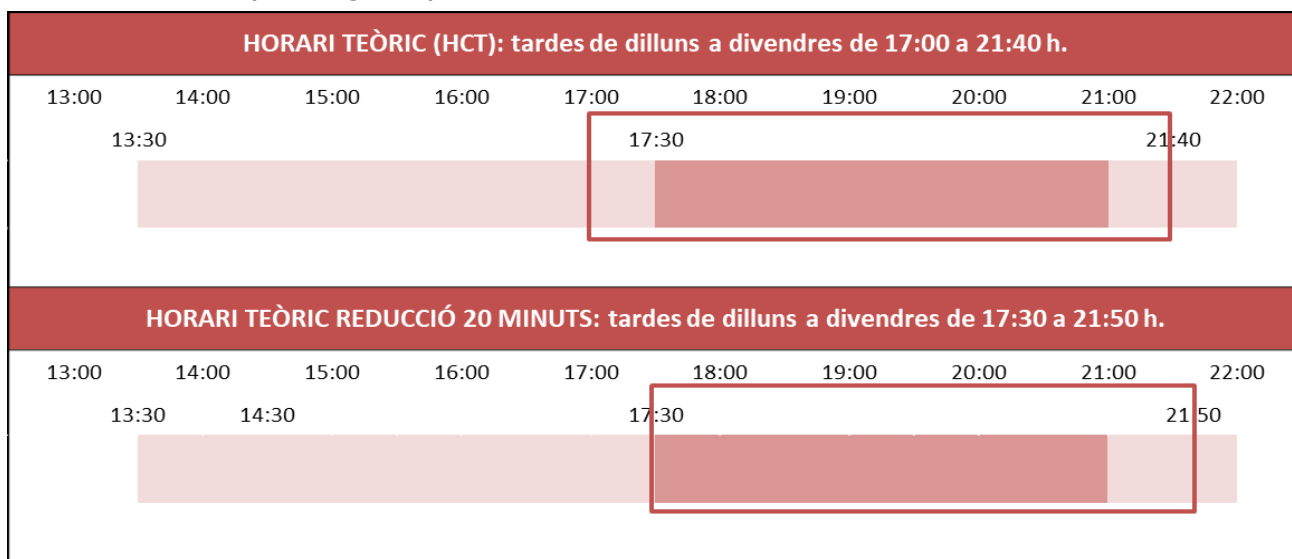 HORARI TEÒRIC (HCT): tardes de dilluns a divendres de 17:00 a 21:40 h.
13:00 14:00 15:00 16:00 17:00 18:00 19:00 20:00 21:00 22:00
13:30 17:30 21:40
HORARI TEÒRIC REDUCCIÓ 20 MINUTS: tardes de dilluns a divendres de 17:30 a 21:50 h.
13:00 14:00 15:00 16:00 17:00 18:00 19:00 20:00 21:00 22:00
13:30 14:30 17:30 21:50